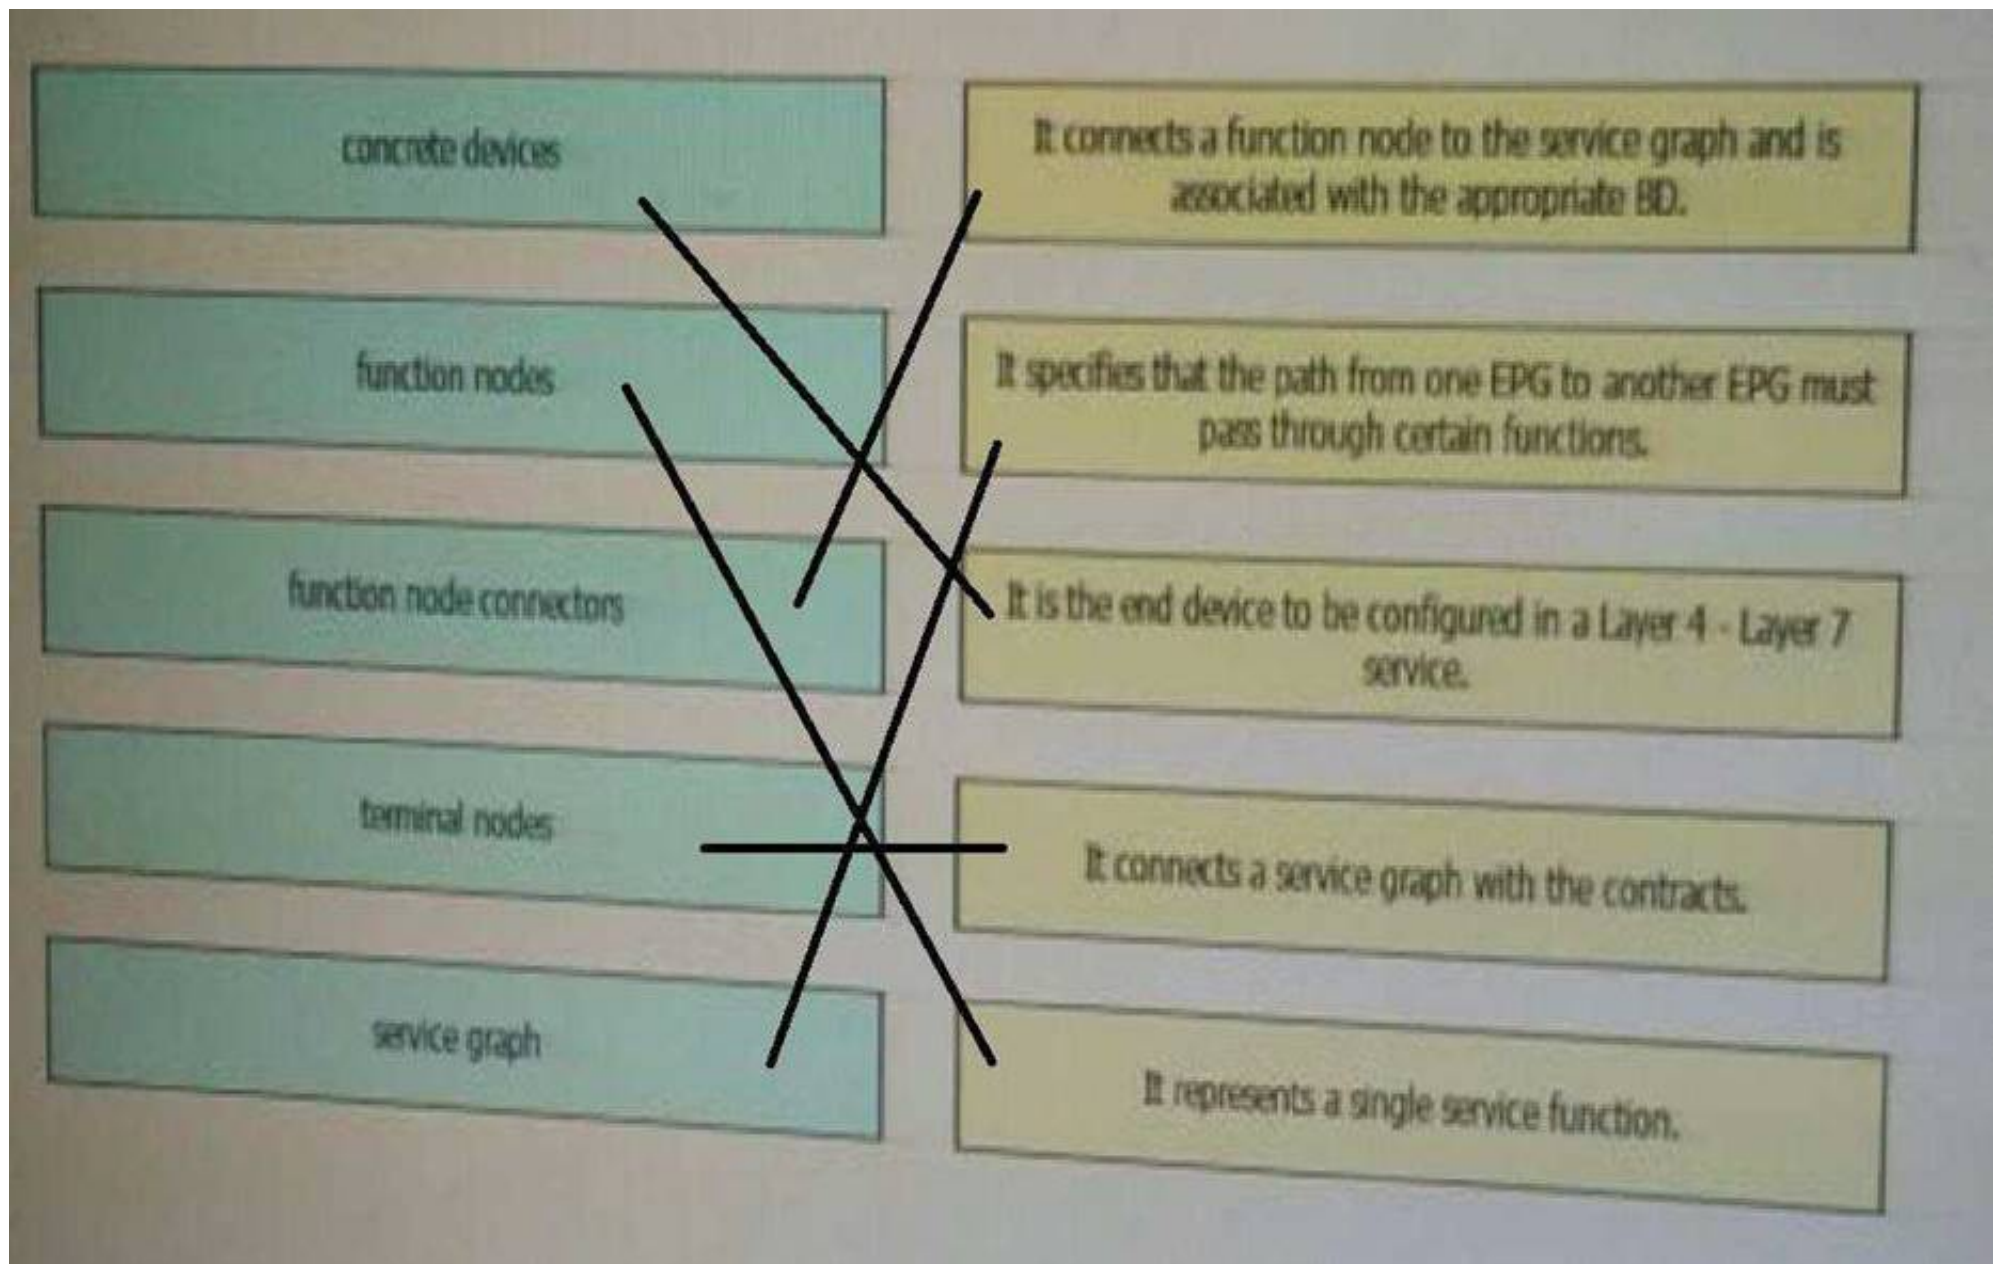 concrete devices
It connects a function node to the service graph and is
associated with the appropriate BD.
function nodes
It specifies that the path from one EPG to another EPG must
pass through certain functions.
function node connectors
It is the end device to be configured in a Layer 4 - Layer 7
service.
terminal nodes
It connects a service graph with the contracts.
service graph
It represents a single service function.